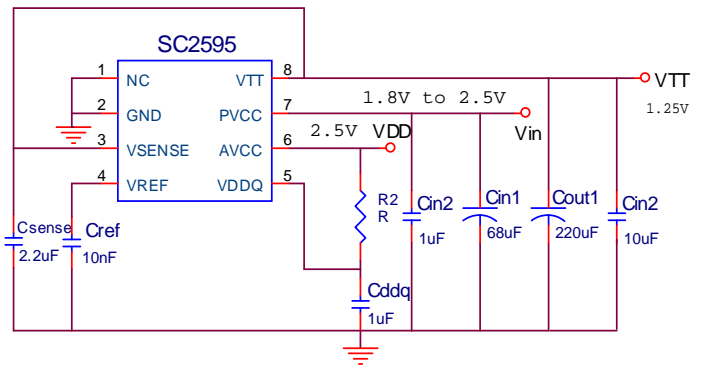 SC2595
1 NC VTT 8
VTT
1.25V
2 GND PVCC 7
1.8V to 2.5V
Vin
3 VSENSE AVCC 6
2.5V VDD
4 VREF VDDQ 5
R2
R
Cin2
1uF
Cin1
68uF
Cout1
220uF
Cin2
10uF
Csense
2.2uF
Cref
10nF
Cddq
1uF